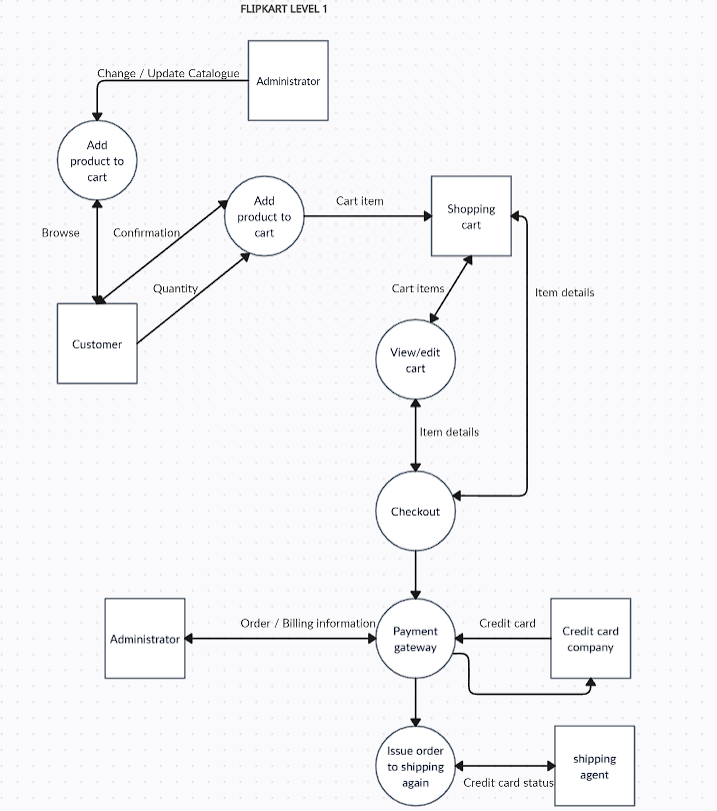 FLIPKART LEVEL 1
Change / Update Catalogue
Administrator
Add
product to
cart
Add
product to
cart
Cart item
Shopping
cart
Browse
Confirmation
Quantity
Cart items
Item details
Customer
View/edit
cart
Item details
Checkout
Order / Billing information
Credit card
Administrator
Payment
gateway
Credit card
company
Issue order
to shipping
again
shipping
agent
Credit card status